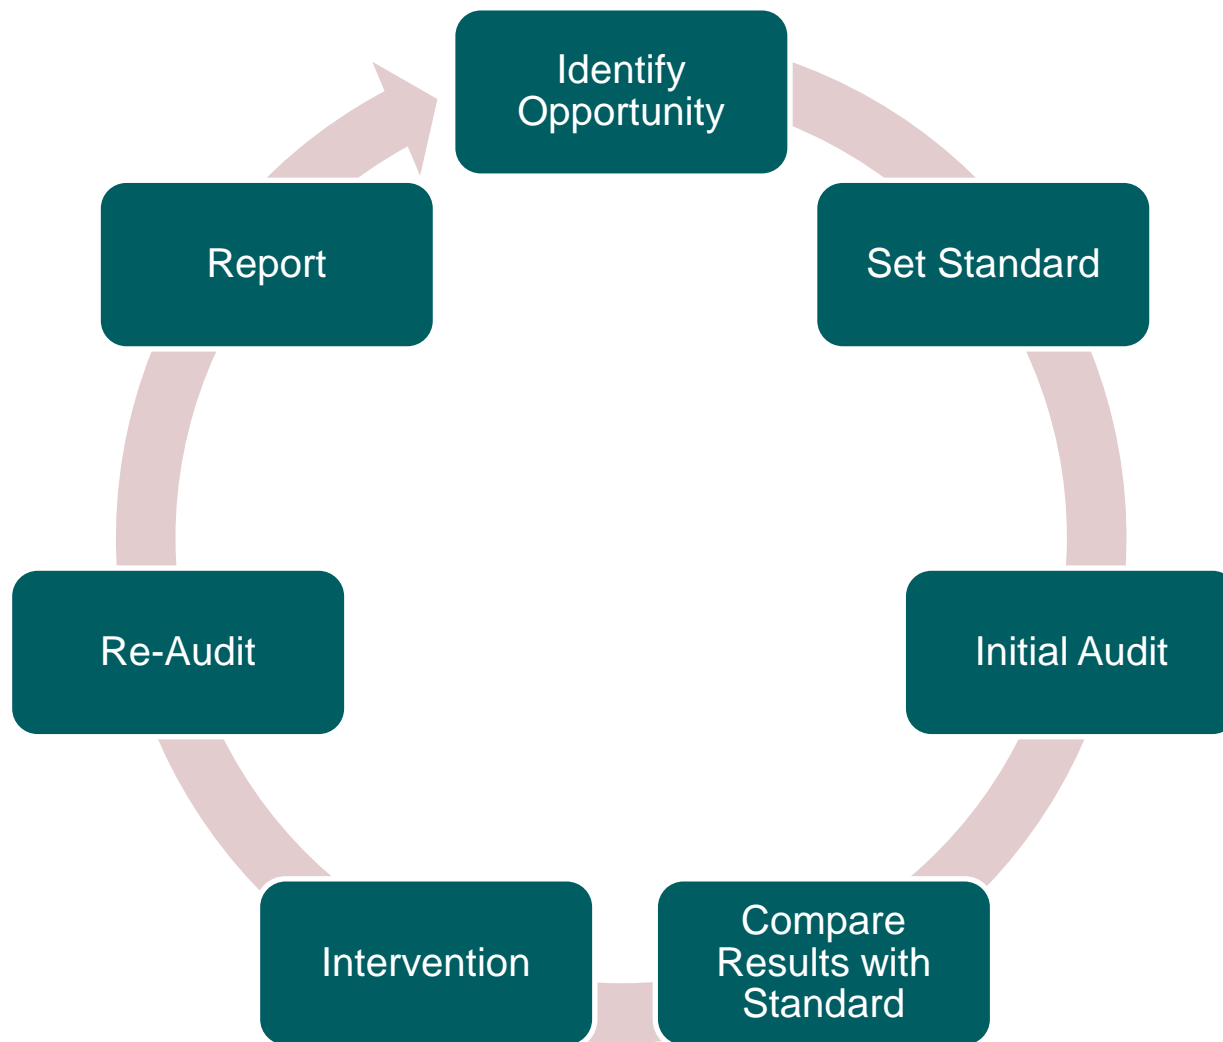 Identify
Opportunity
Set Standard
Initial Audit
Compare
Results with
Standard
Intervention
Re-Audit
Report